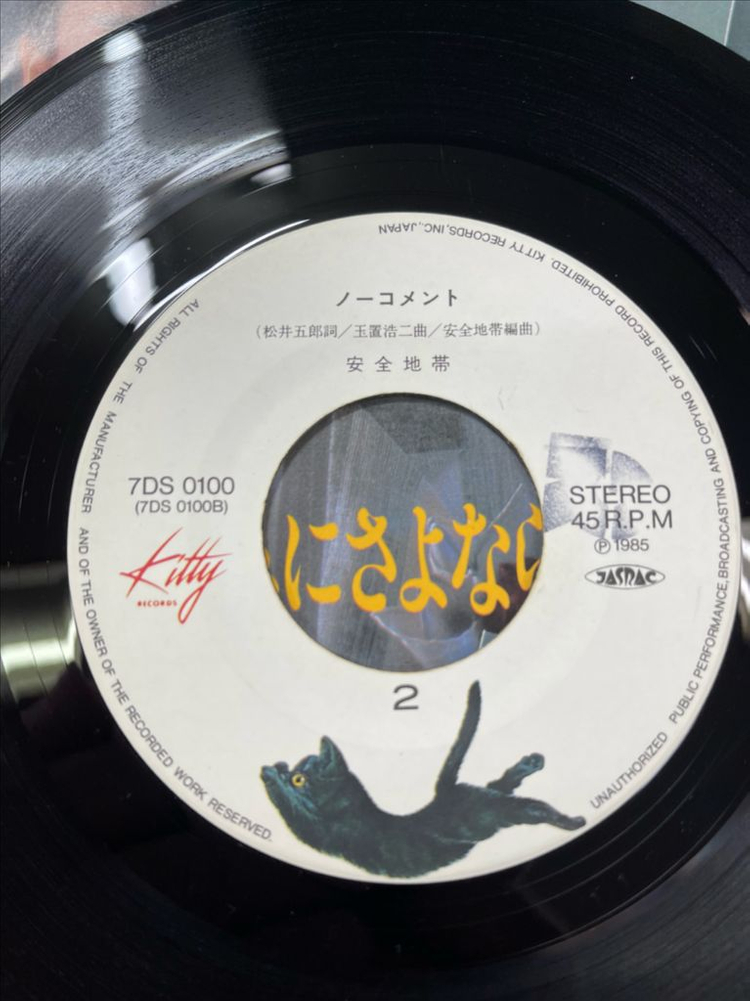 ノーコメント
(松井五郎詞/玉置浩二曲/安全地帯編曲)
安全地帯
7DS 0100
(7DS 0100B)
Kitty
RECORDS
STEREO
45 R.P.M
Ⓟ1985
JASRAC
にさよなら
2
ALL RIGHTS OF THE MANUFACTURER AND OF THE OWNER OF THE RECORDED WORK RESERVED.
UNAUTHORIZED PUBLIC PERFORMANCE, BROADCASTING AND COPYING OF THIS RECORD PROHIBITED. KITTY RECORDS, INC., JAPAN